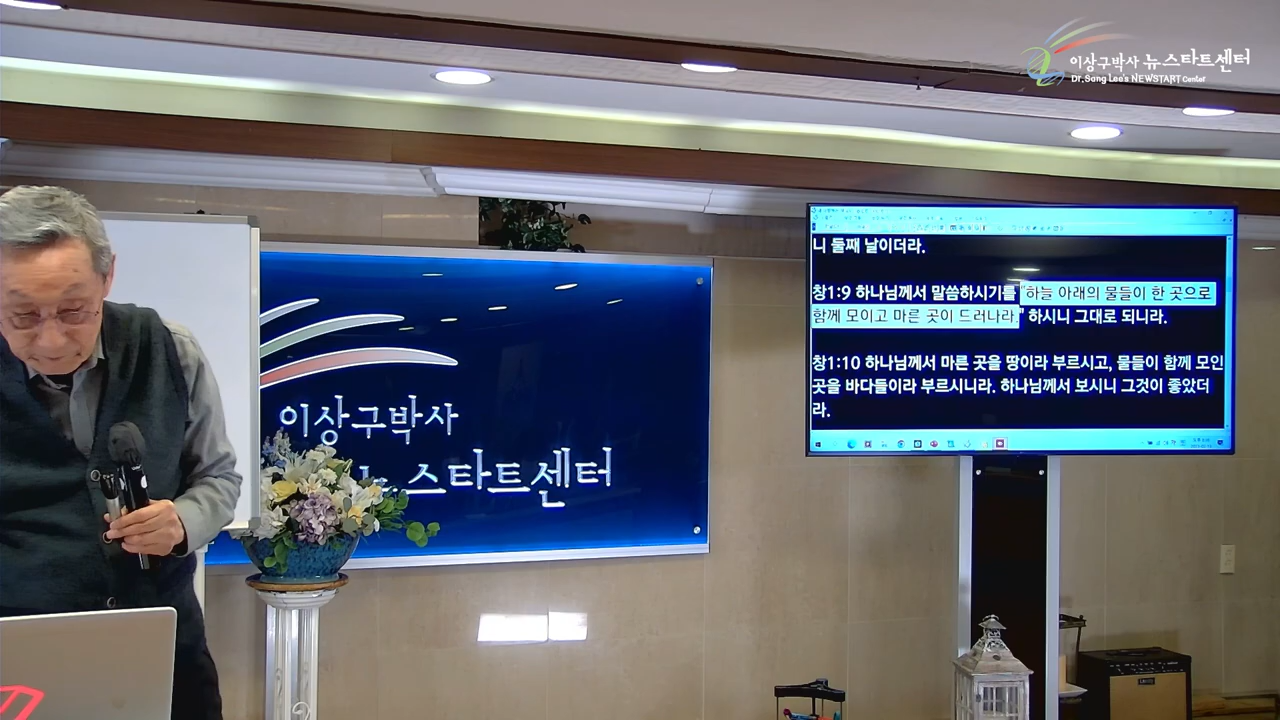 이상구박사 뉴스타트센터
Dr. Sang Lee's NEWSTART Center
니 둘째 날이더라.
창1:9 하나님께서 말씀하시기를 "하늘 아래의 물들이 한 곳으로
함께 모이고 마른 곳이 드러나라." 하시니 그대로 되니라.
창1:10 하나님께서 마른 곳을 땅이라 부르시고, 물들이 함께 모인
곳을 바다들이라 부르시니라. 하나님께서 보시니 그것이 좋았더
라.
이상구박사
뉴스타트센터